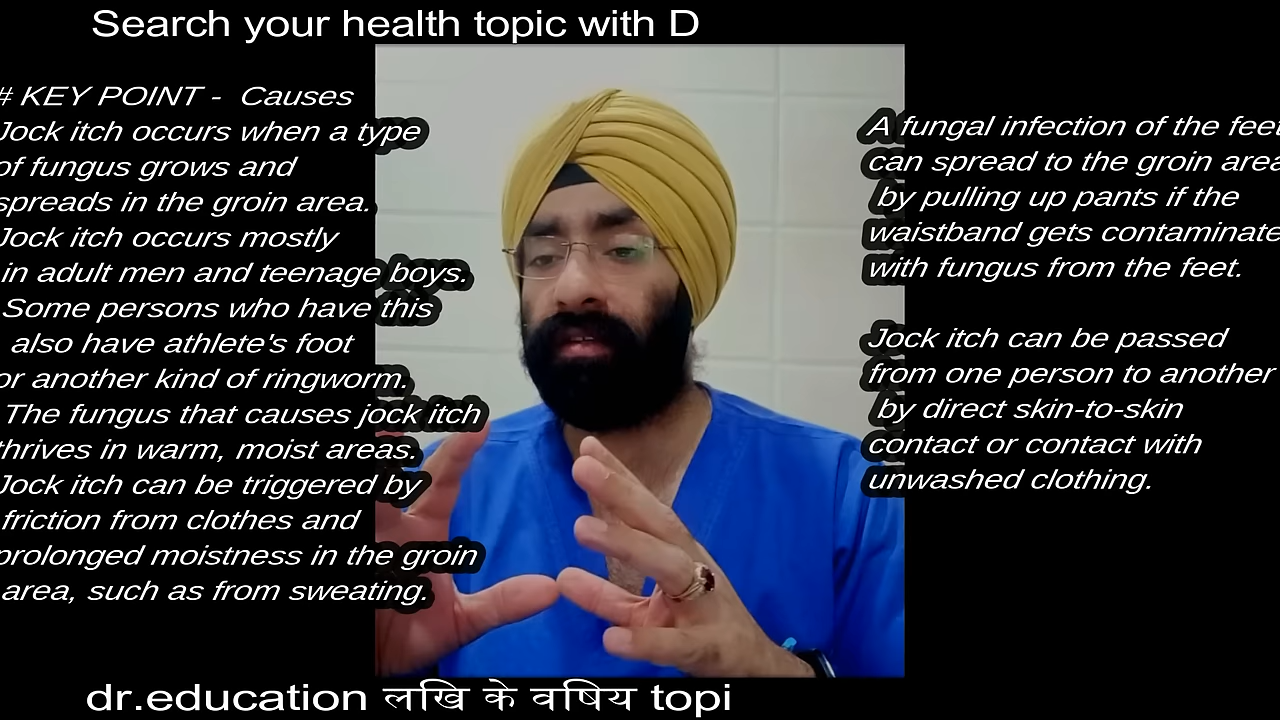 Search your health topic with D
# KEY POINT - Causes
Jock itch occurs when a type
of fungus grows and
spreads in the groin area.
Jock itch occurs mostly
in adult men and teenage boys.
Some persons who have this
also have athlete's foot
or another kind of ringworm.
The fungus that causes jock itch
thrives in warm, moist areas.
Jock itch can be triggered by
friction from clothes and
prolonged moistness in the groin
area, such as from sweating.
A fungal infection of the feet
can spread to the groin area
by pulling up pants if the
waistband gets contaminate
with fungus from the feet.
Jock itch can be passed
from one person to another
by direct skin-to-skin
contact or contact with
unwashed clothing.
dr.education लखि के वषिय topi